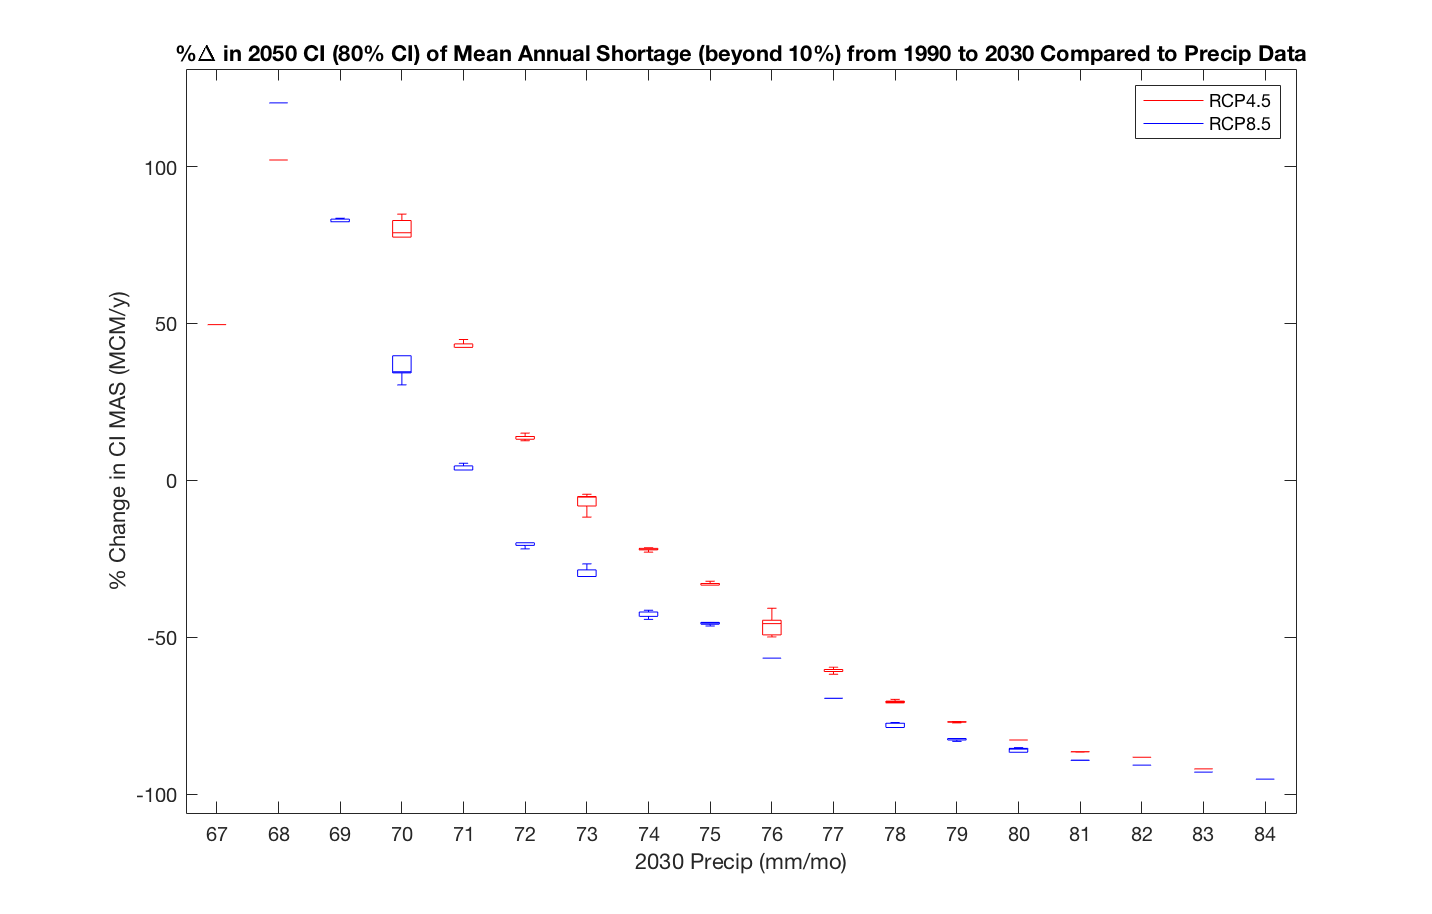 %Δ in 2050 CI (80% CI) of Mean Annual Shortage (beyond 10%) from 1990 to 2030 Compared to Precip Data
RCP4.5
RCP8.5
% Change in CI MAS (MCM/y)
100
50
0
-50
-100
67 68 69 70 71 72 73 74 75 76 77 78 79 80 81 82 83 84
2030 Precip (mm/mo)